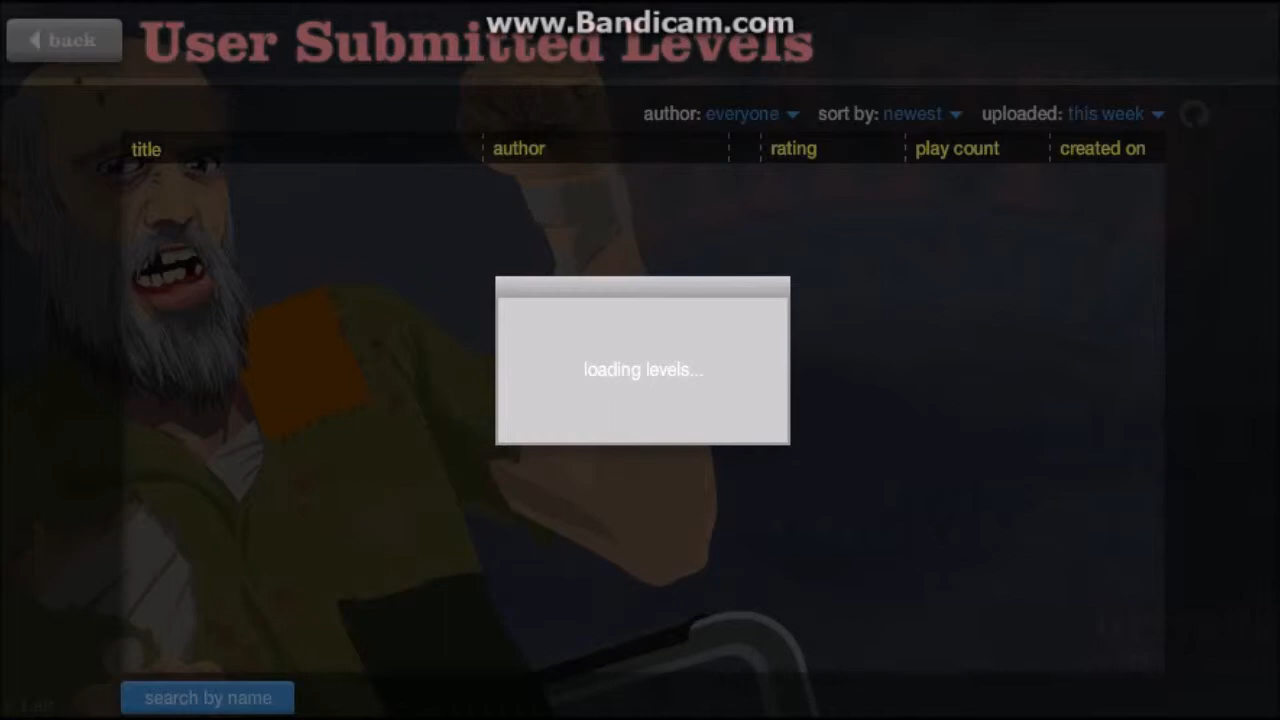 www.Bandicam.com
back
User Submitted Levels
author: everyone sort by: newest uploaded: this week
title author rating play count created on
loading levels...
search by name